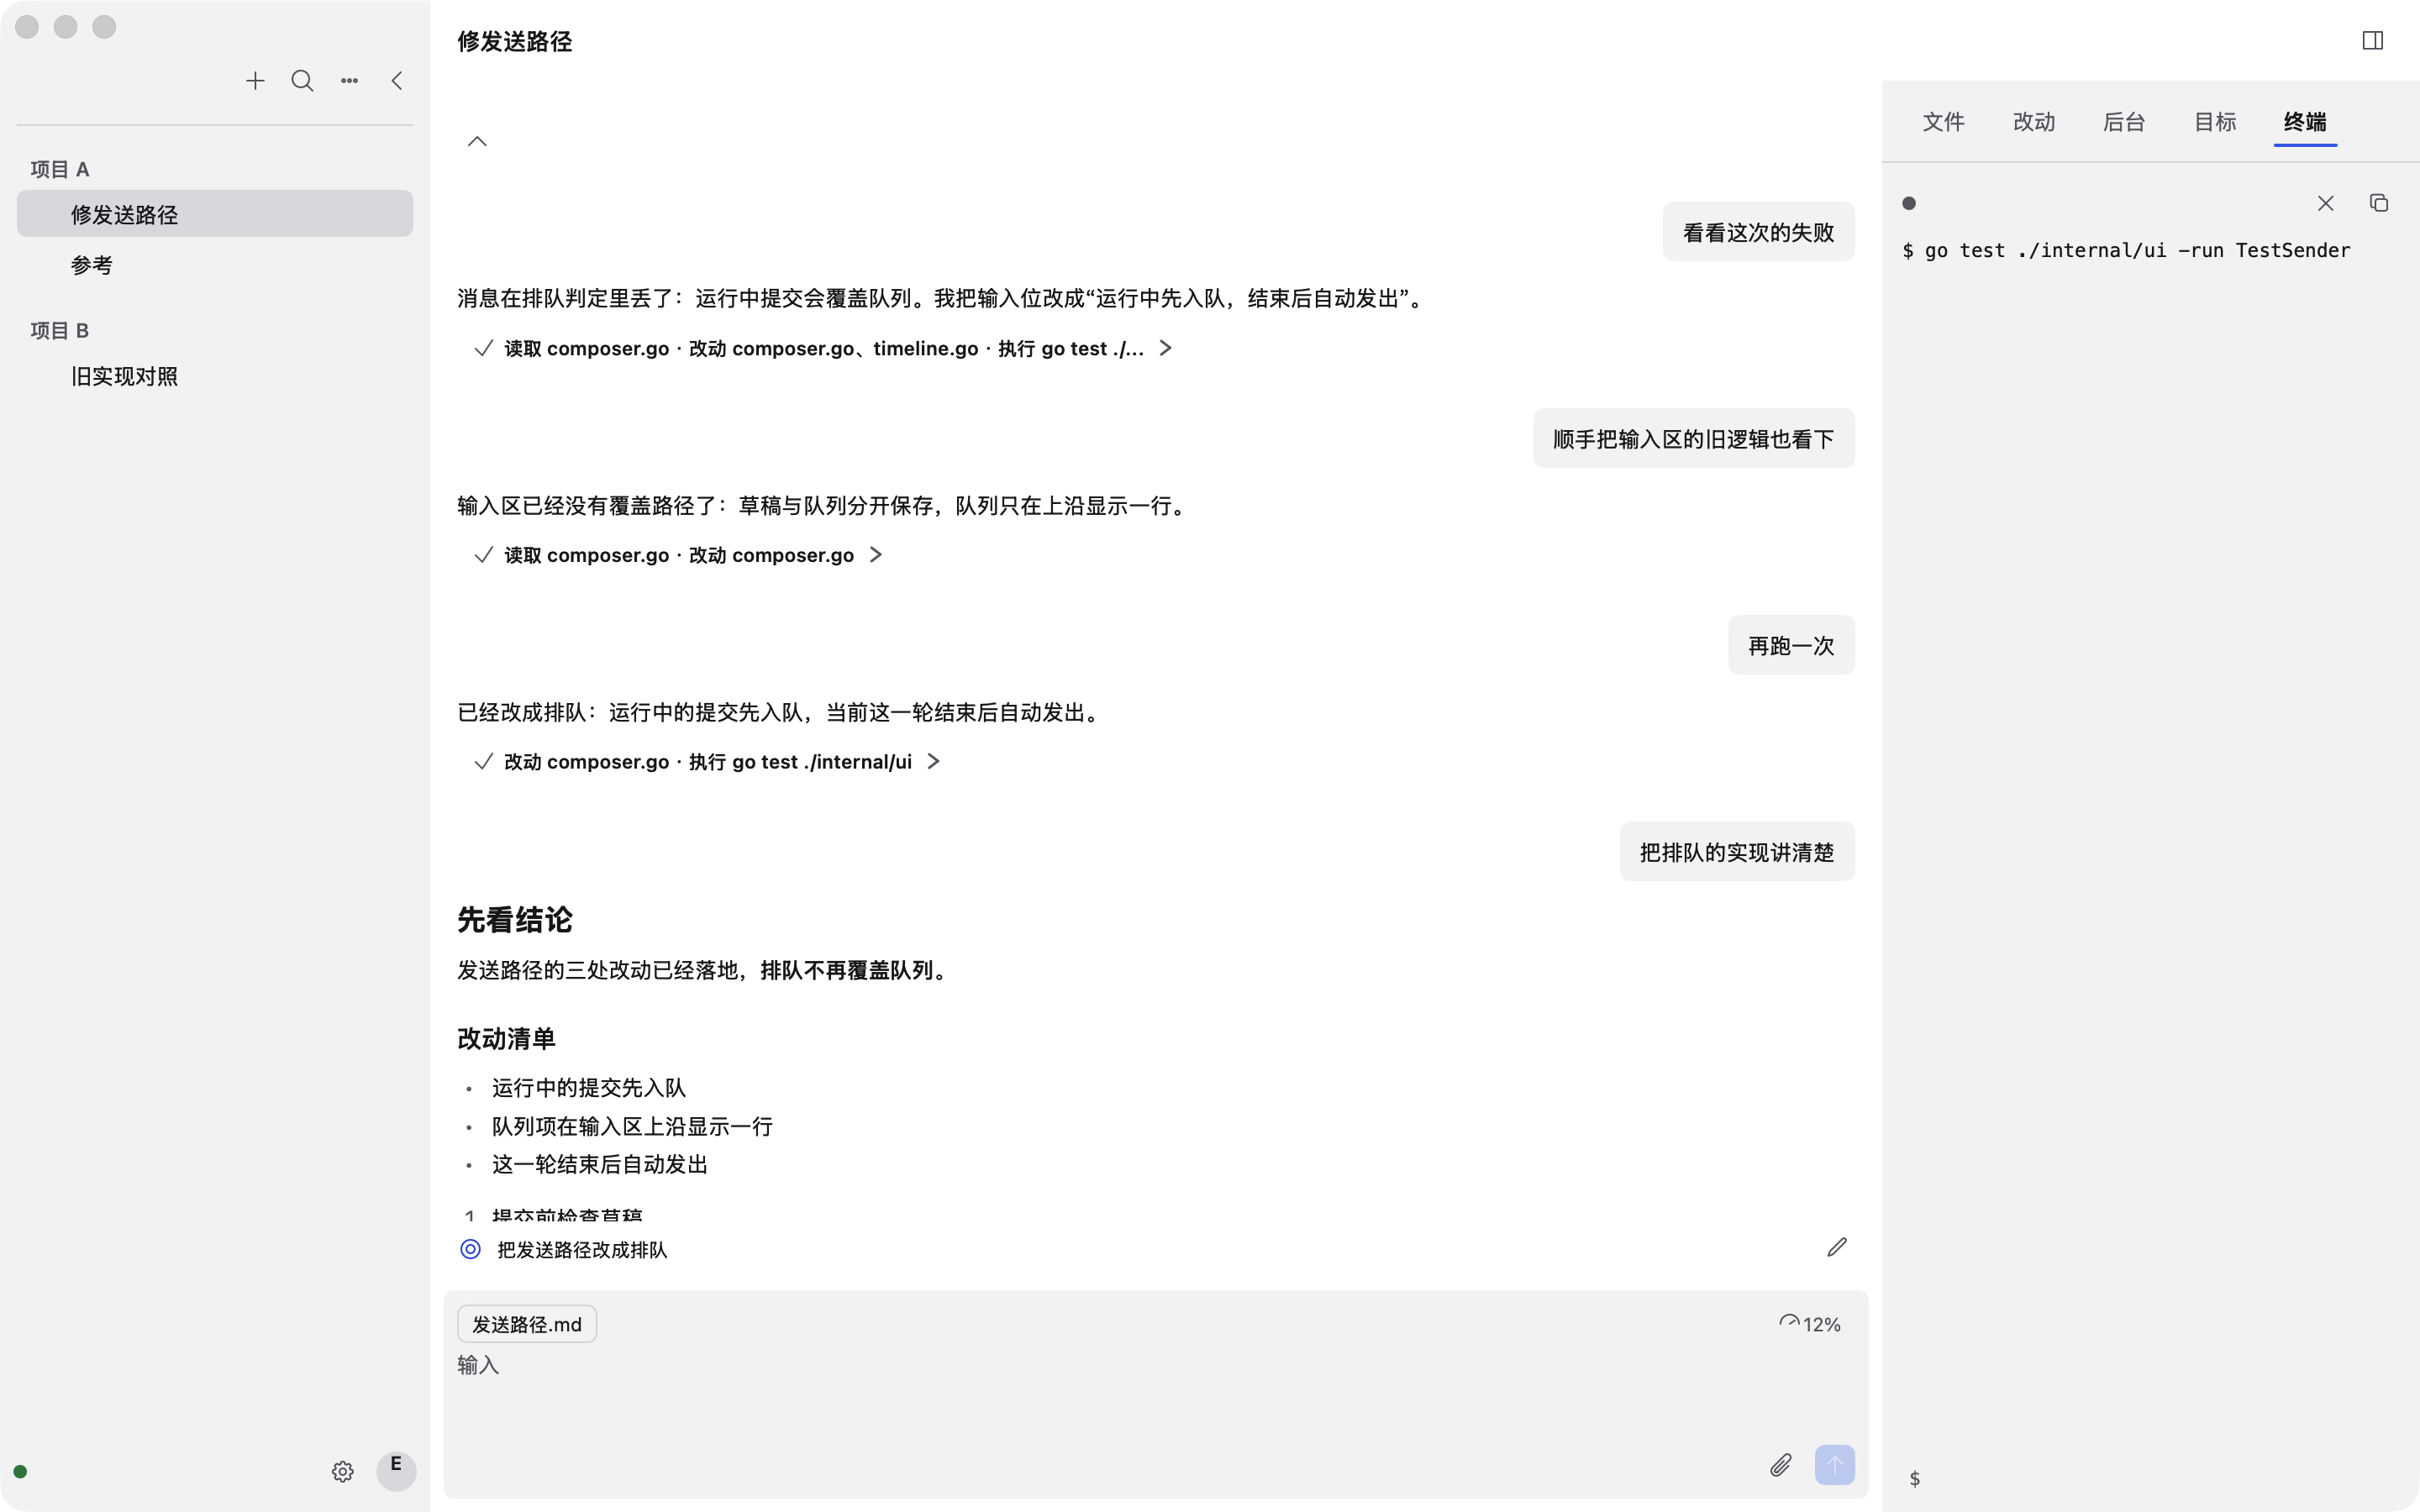 修发送路径
项目 A
修发送路径
参考
项目 B
旧实现对照
E
看看这次的失败
消息在排队判定里丢了：运行中提交会覆盖队列。我把输入位改成“运行中先入队，结束后自动发出”。
读取 composer.go · 改动 composer.go、timeline.go · 执行 go test ./...
顺手把输入区的旧逻辑也看下
输入区已经没有覆盖路径了：草稿与队列分开保存，队列只在上沿显示一行。
读取 composer.go · 改动 composer.go
再跑一次
已经改成排队：运行中的提交先入队，当前这一轮结束后自动发出。
改动 composer.go · 执行 go test ./internal/ui
把排队的实现讲清楚
先看结论
发送路径的三处改动已经落地，排队不再覆盖队列。
改动清单
• 运行中的提交先入队
• 队列项在输入区上沿显示一行
• 这一轮结束后自动发出
1 提交前检查草稿
把发送路径改成排队
发送路径.md
12%
输入
文件 改动 后台 目标 终端
$ go test ./internal/ui -run TestSender
$